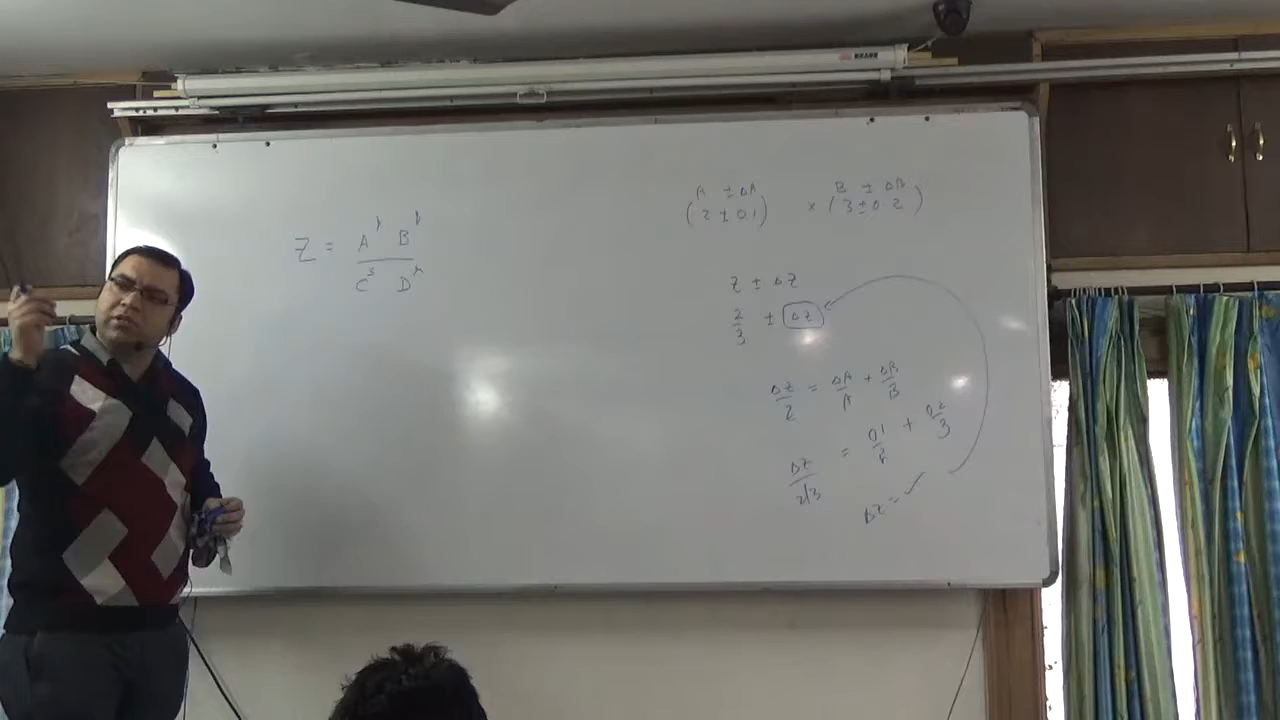 Z = A^p B^p / C^s D^r
A ± ΔA B ± ΔB
(2 ± 0.1) × (3 ± 0.2)
Z ± ΔZ
2/3 ± ΔZ
ΔZ/Z = ΔA/A + ΔB/B
ΔZ/2/3 = 0.1/2 + 0.2/3
ΔZ = ✓